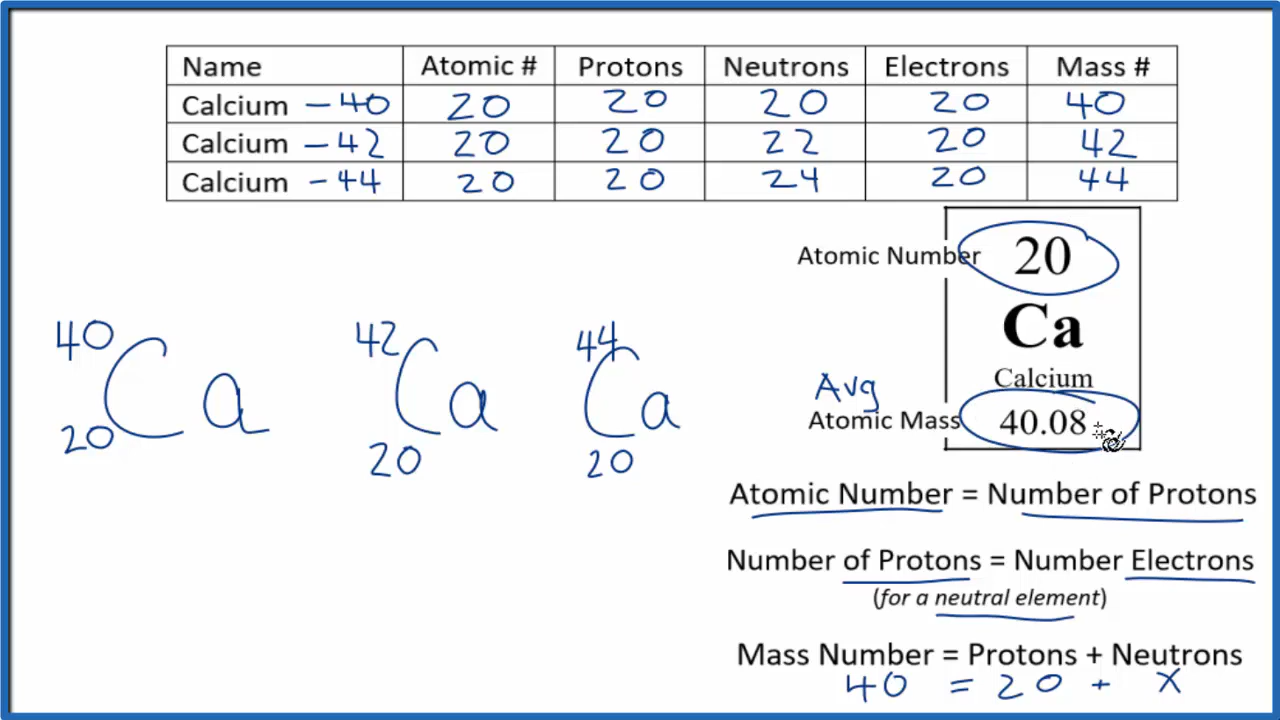 Name Atomic # Protons Neutrons Electrons Mass #
Calcium -40 20 20 20 20 40
Calcium -42 20 20 22 20 42
Calcium -44 20 20 24 20 44
Atomic Number 20
Ca
Calcium
Avg
Atomic Mass 40.08
40
Ca
20
42
Ca
20
44
Ca
20
Atomic Number = Number of Protons
Number of Protons = Number Electrons
(for a neutral element)
Mass Number = Protons + Neutrons
40 = 20 + x